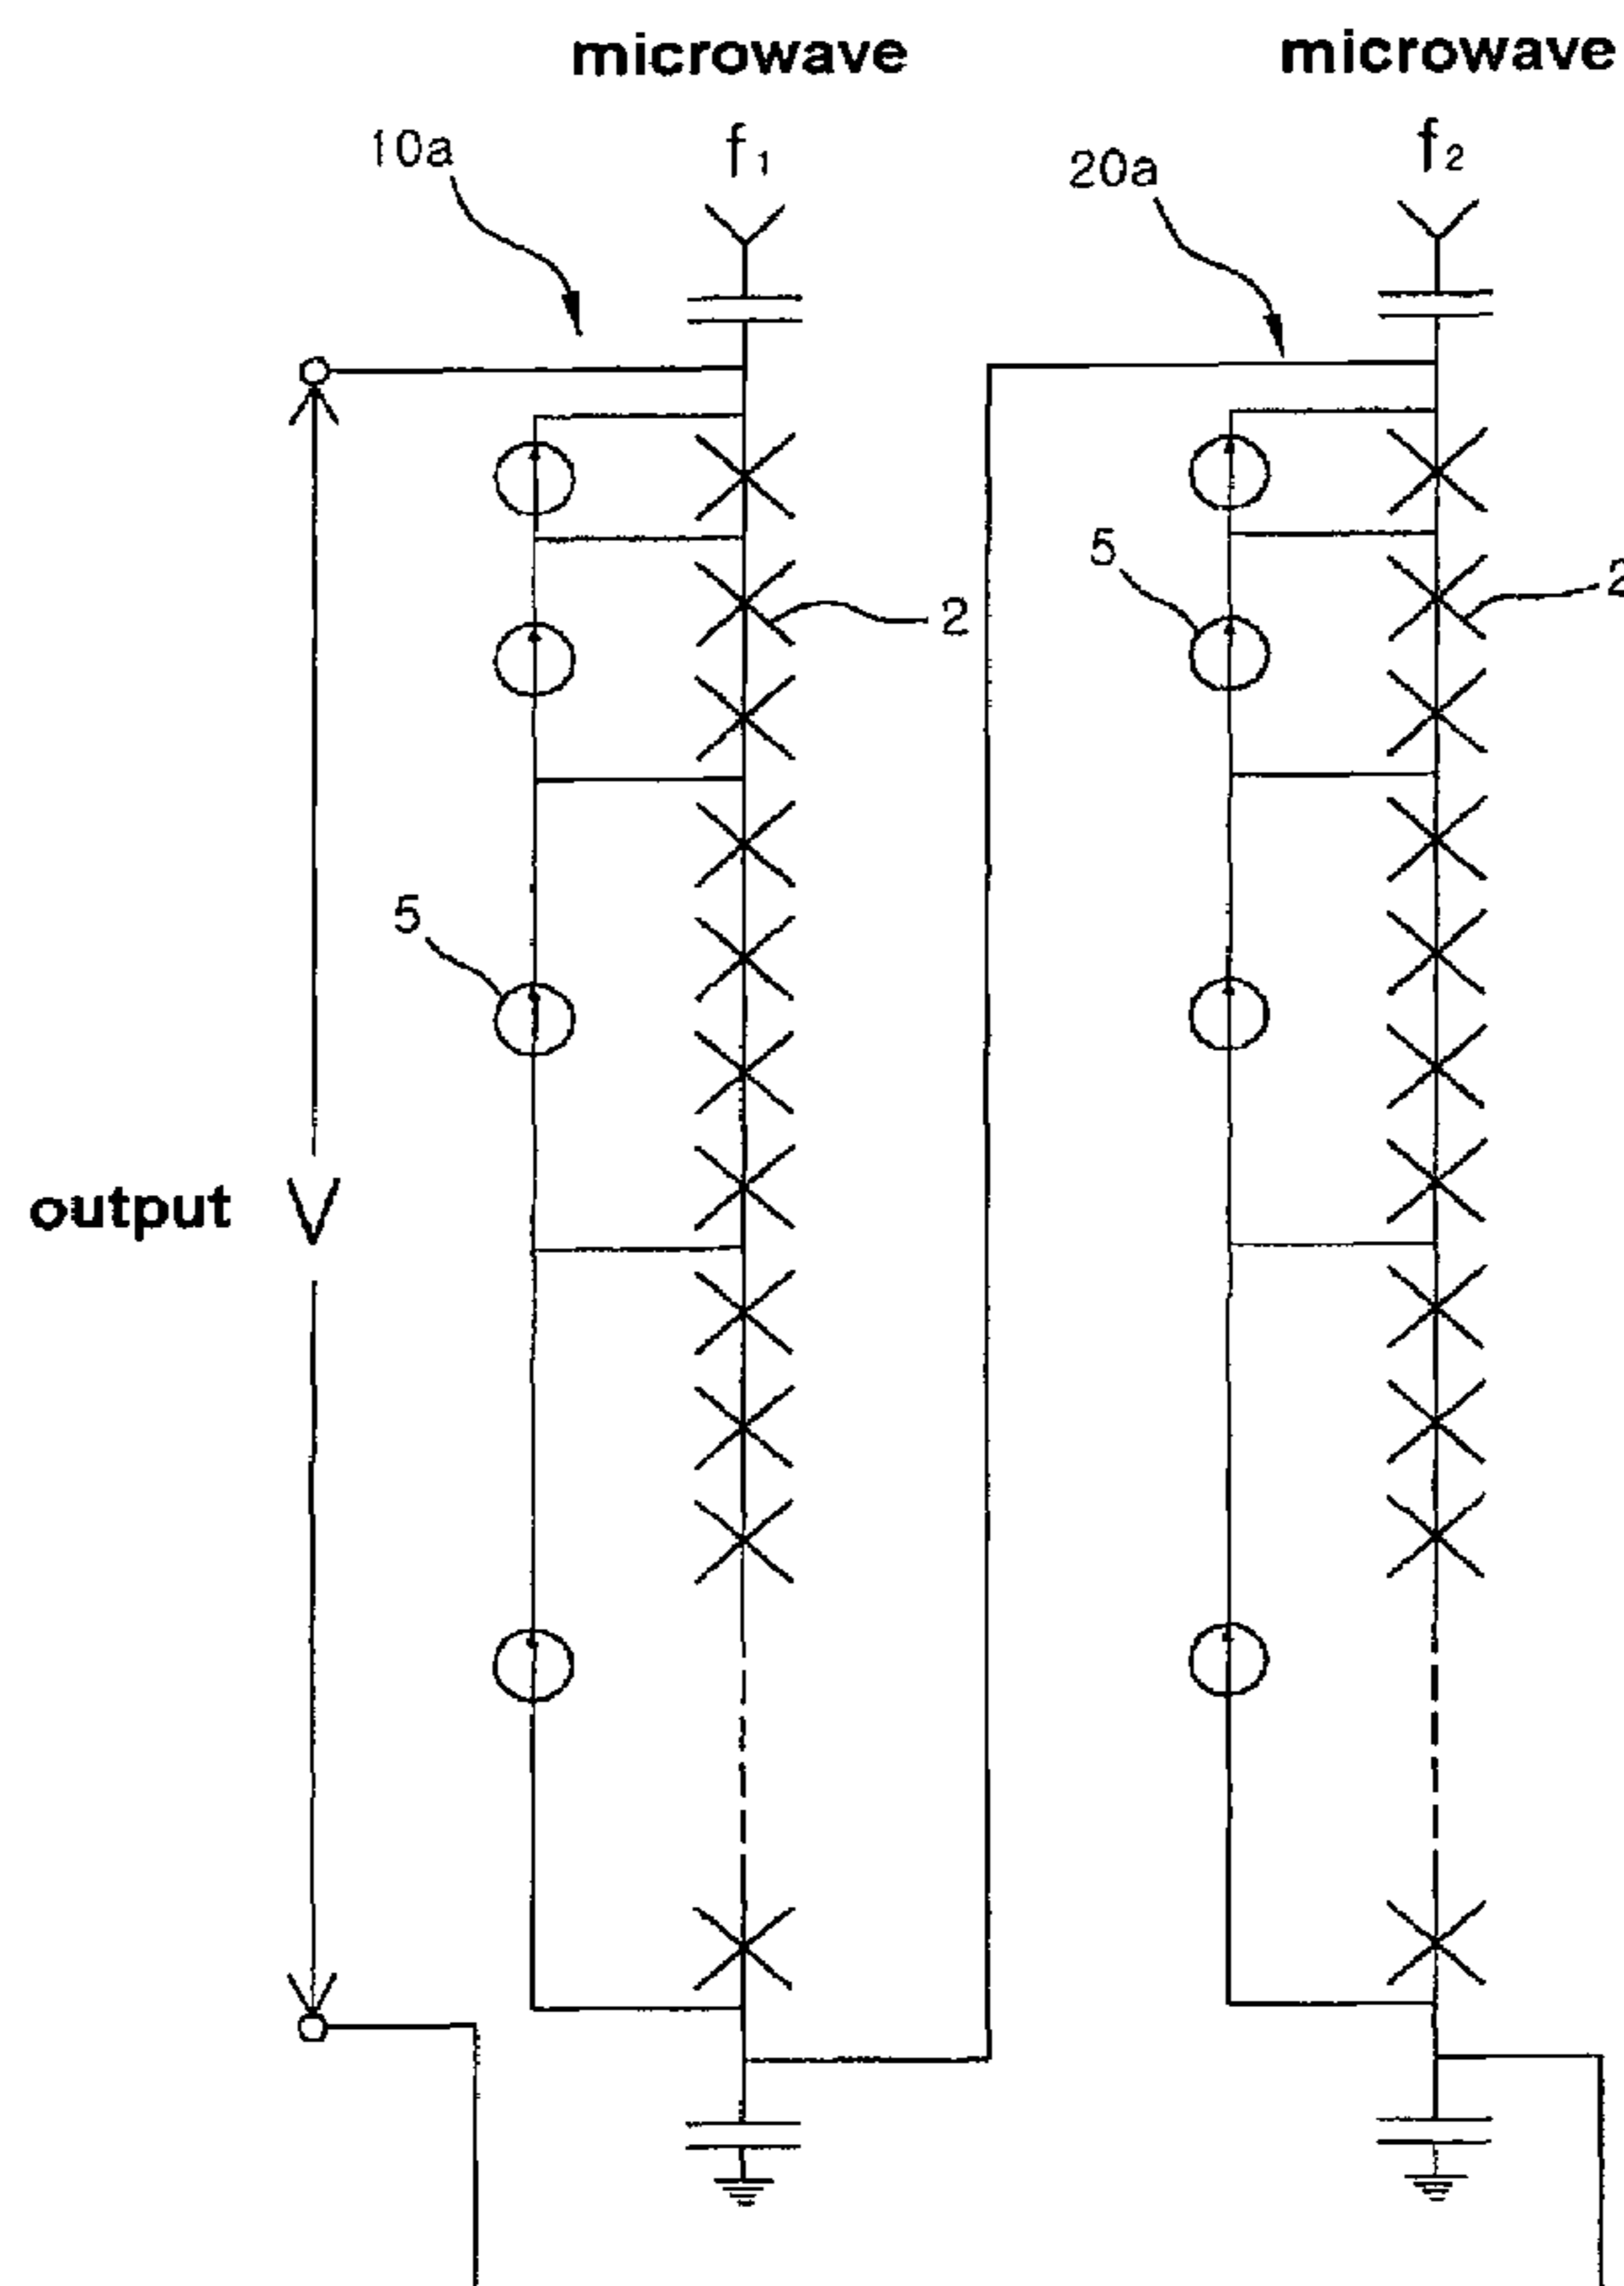 microwave microwave
f₁ f₂
10a 20a
5 2
2
5
output V